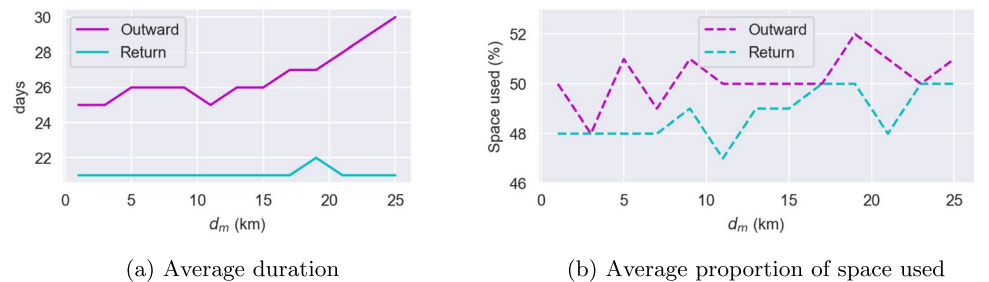 30
28
26
24
22
days
Outward
Return
0 5 10 15 20 25
d_m (km)
(a) Average duration
52
50
48
46
Space used (%)
Outward
Return
0 5 10 15 20 25
d_m (km)
(b) Average proportion of space used